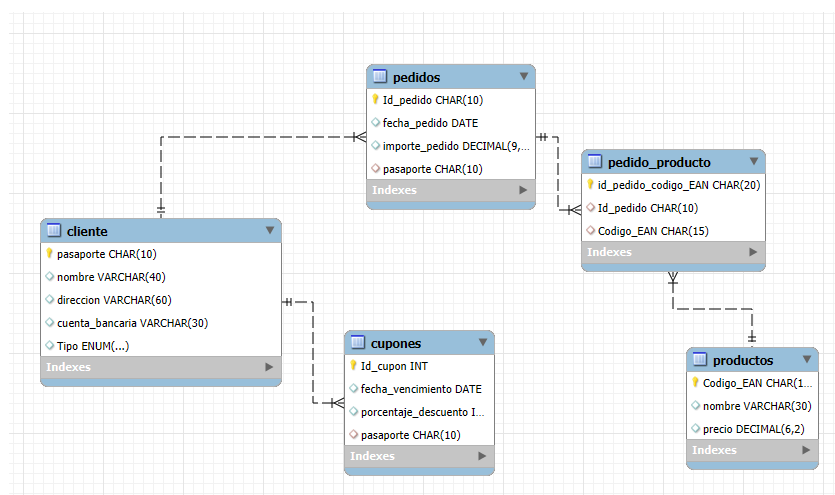 pedidos
Id_pedido CHAR(10)
fecha_pedido DATE
importe_pedido DECIMAL(9,...
pasaporte CHAR(10)
Indexes
pedido_producto
id_pedido_codigo_EAN CHAR(20)
Id_pedido CHAR(10)
Codigo_EAN CHAR(15)
Indexes
cliente
pasaporte CHAR(10)
nombre VARCHAR(40)
direccion VARCHAR(60)
cuenta_bancaria VARCHAR(30)
Tipo ENUM(...)
Indexes
cupones
Id_cupon INT
fecha_vencimiento DATE
porcentaje_descuento I...
pasaporte CHAR(10)
Indexes
productos
Codigo_EAN CHAR(1...
nombre VARCHAR(30)
precio DECIMAL(6,2)
Indexes